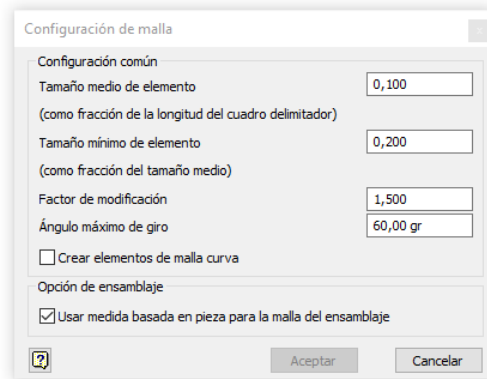 Configuración de malla
Configuración común
Tamaño medio de elemento 0,100
(como fracción de la longitud del cuadro delimitador)
Tamaño mínimo de elemento 0,200
(como fracción del tamaño medio)
Factor de modificación 1,500
Ángulo máximo de giro 60,00 gr
Crear elementos de malla curva
Opción de ensamblaje
Usar medida basada en pieza para la malla del ensamblaje
? Aceptar Cancelar